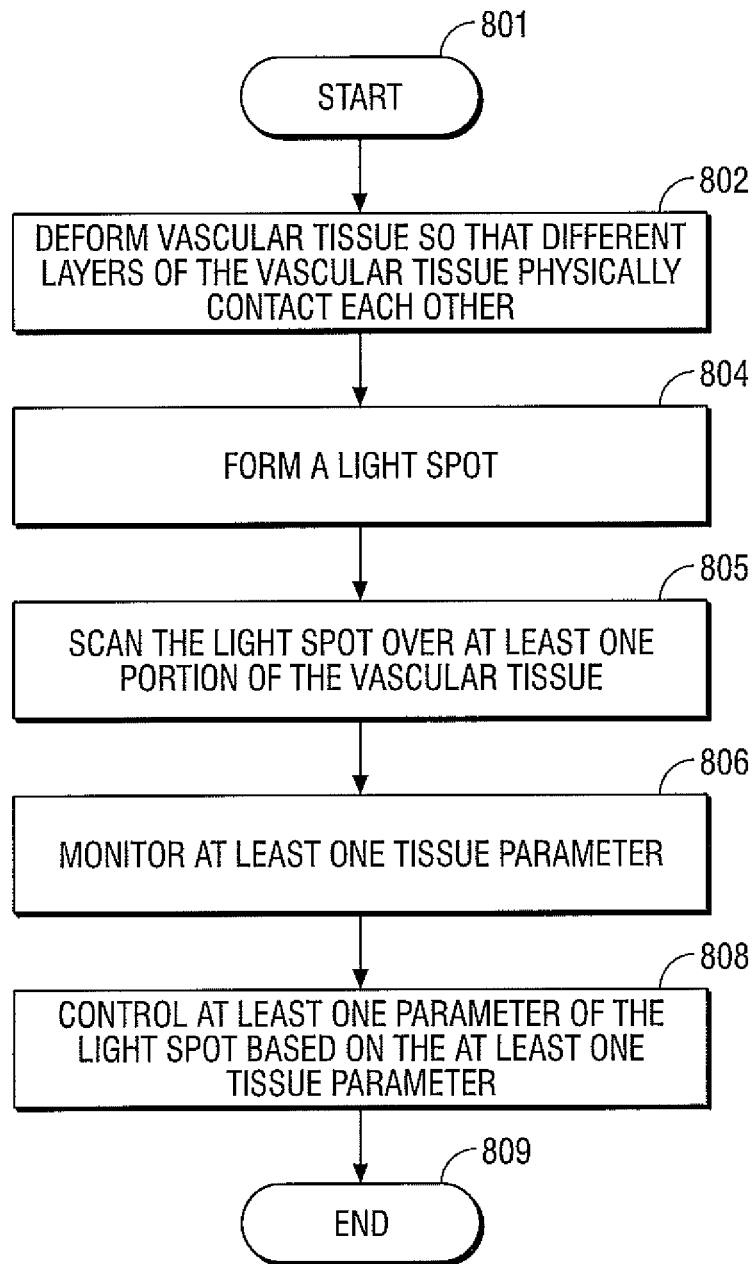 801
START
802
DEFORM VASCULAR TISSUE SO THAT DIFFERENT
LAYERS OF THE VASCULAR TISSUE PHYSICALLY
CONTACT EACH OTHER
804
FORM A LIGHT SPOT
805
SCAN THE LIGHT SPOT OVER AT LEAST ONE
PORTION OF THE VASCULAR TISSUE
806
MONITOR AT LEAST ONE TISSUE PARAMETER
808
CONTROL AT LEAST ONE PARAMETER OF THE
LIGHT SPOT BASED ON THE AT LEAST ONE
TISSUE PARAMETER
809
END